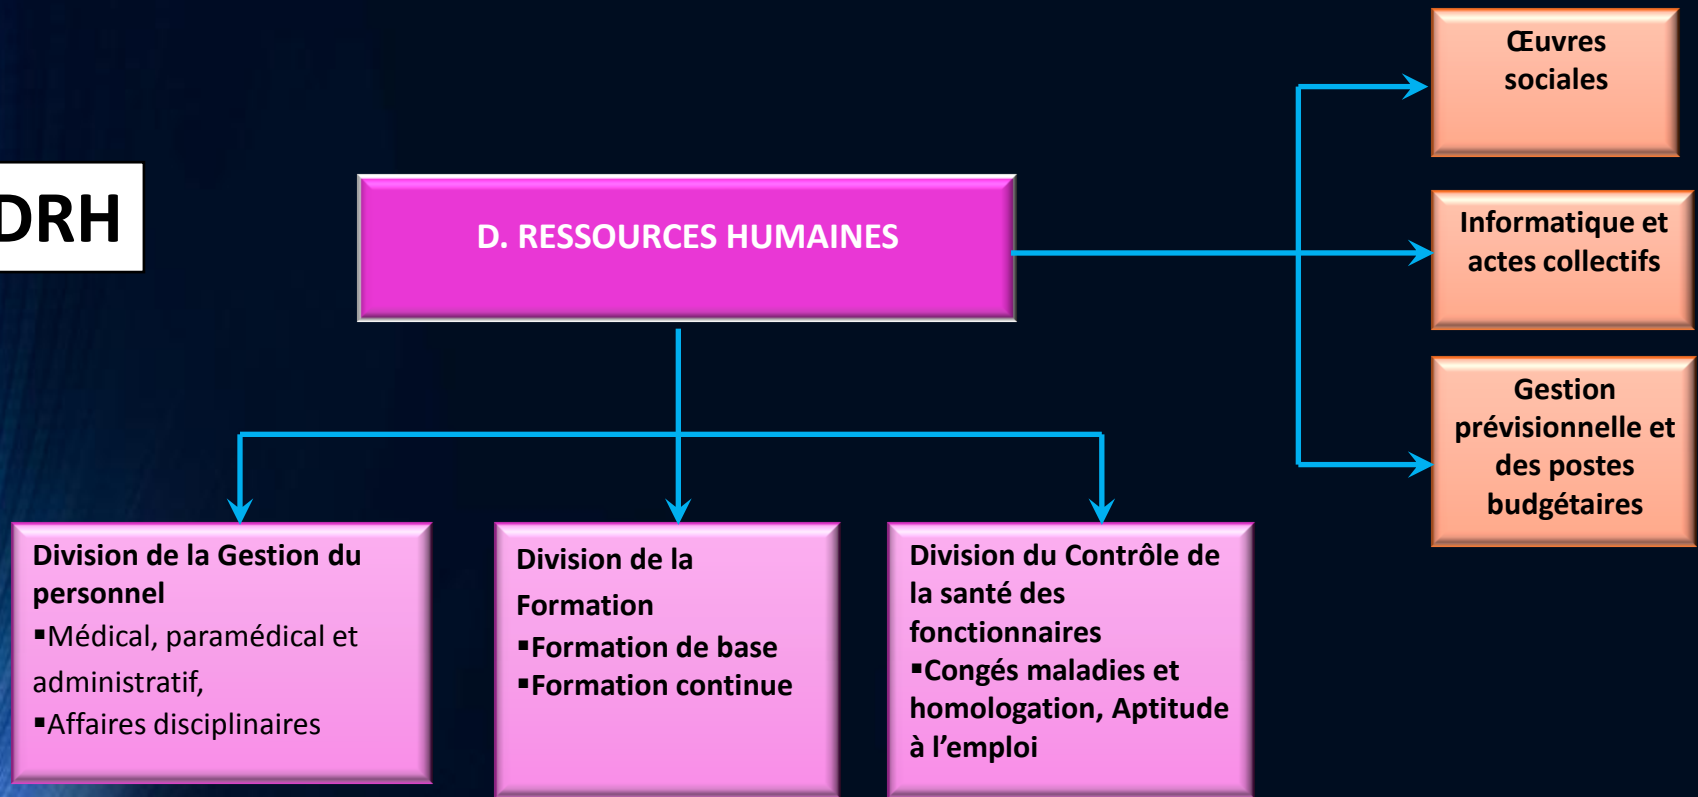 DRH
D. RESSOURCES HUMAINES
Œuvres
sociales
Informatique et
actes collectifs
Gestion
prévisionnelle et
des postes
budgétaires
Division de la Gestion du
personnel
▪Médical, paramédical et
administratif,
▪Affaires disciplinaires
Division de la
Formation
▪Formation de base
▪Formation continue
Division du Contrôle de
la santé des
fonctionnaires
▪Congés maladies et
homologation, Aptitude
à l’emploi